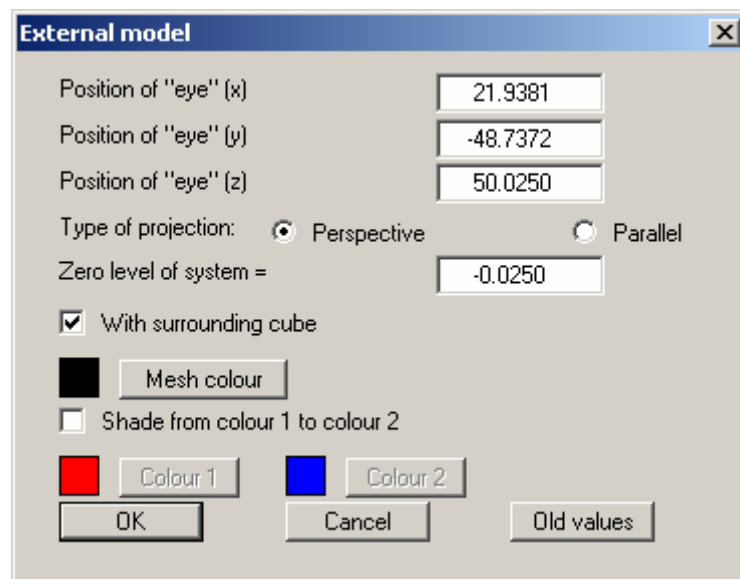 External model
Position of "eye" (x) 21.9381
Position of "eye" (y) -48.7372
Position of "eye" (z) 50.0250
Type of projection: Perspective Parallel
Zero level of system = -0.0250
With surrounding cube
Mesh colour
Shade from colour 1 to colour 2
Colour 1 Colour 2
OK Cancel Old values